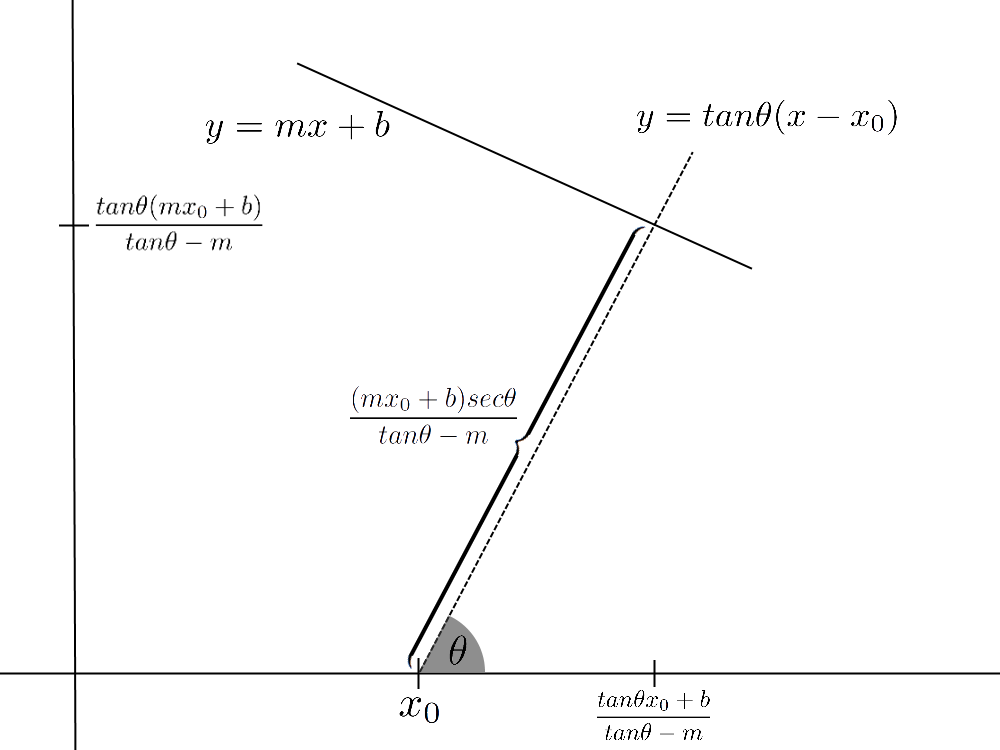 y = tanθ(x − x₀)
y = mx + b
tanθ(mx₀ + b)
tanθ − m
(mx₀ + b)secθ
tanθ − m
θ
x₀
tanθx₀ + b
tanθ − m